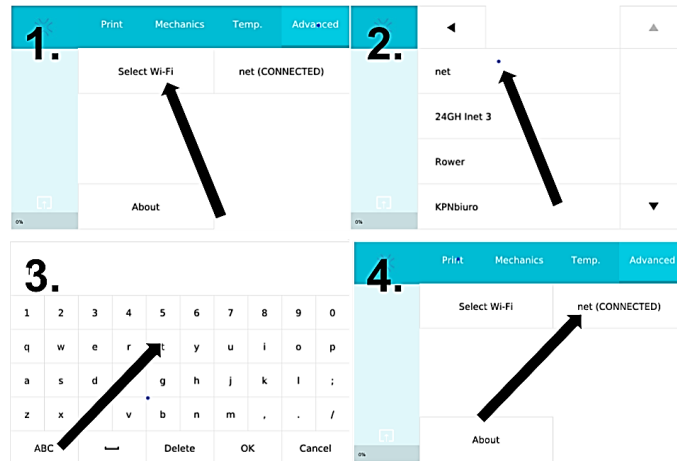 1.
Print Mechanics Temp. Advanced
Select Wi-Fi net (CONNECTED)
About
0%
2.
net
24GH Inet 3
Rower
KPNbiuro
0%
3.
1 2 3 4 5 6 7 8 9 0
q w e r t y u i o p
a s d g h j k l ;
z x v b n m , . /
ABC Delete OK Cancel
4.
Print Mechanics Temp. Advanced
Select Wi-Fi net (CONNECTED)
About
0%